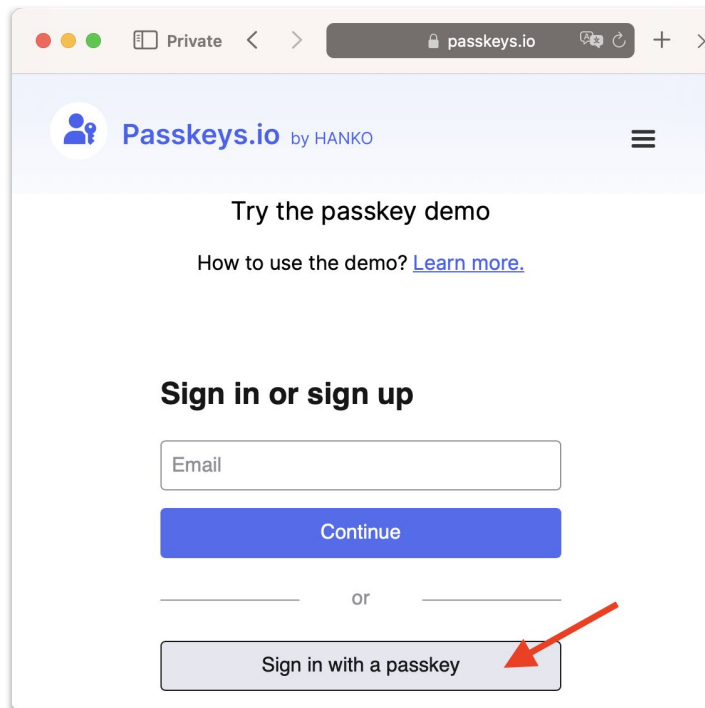 Private passkeys.io
Passkeys.io by HANKO
Try the passkey demo
How to use the demo? Learn more.
Sign in or sign up
Email
Continue
or
Sign in with a passkey